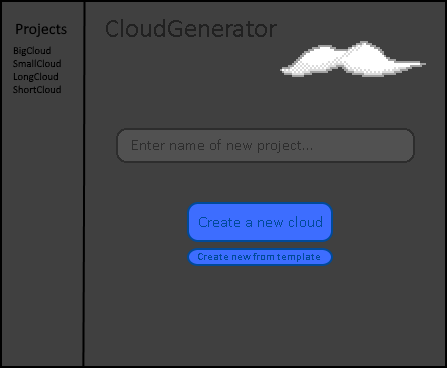 Projects
BigCloud
SmallCloud
LongCloud
ShortCloud
CloudGenerator
Enter name of new project...
Create a new cloud
Create new from template